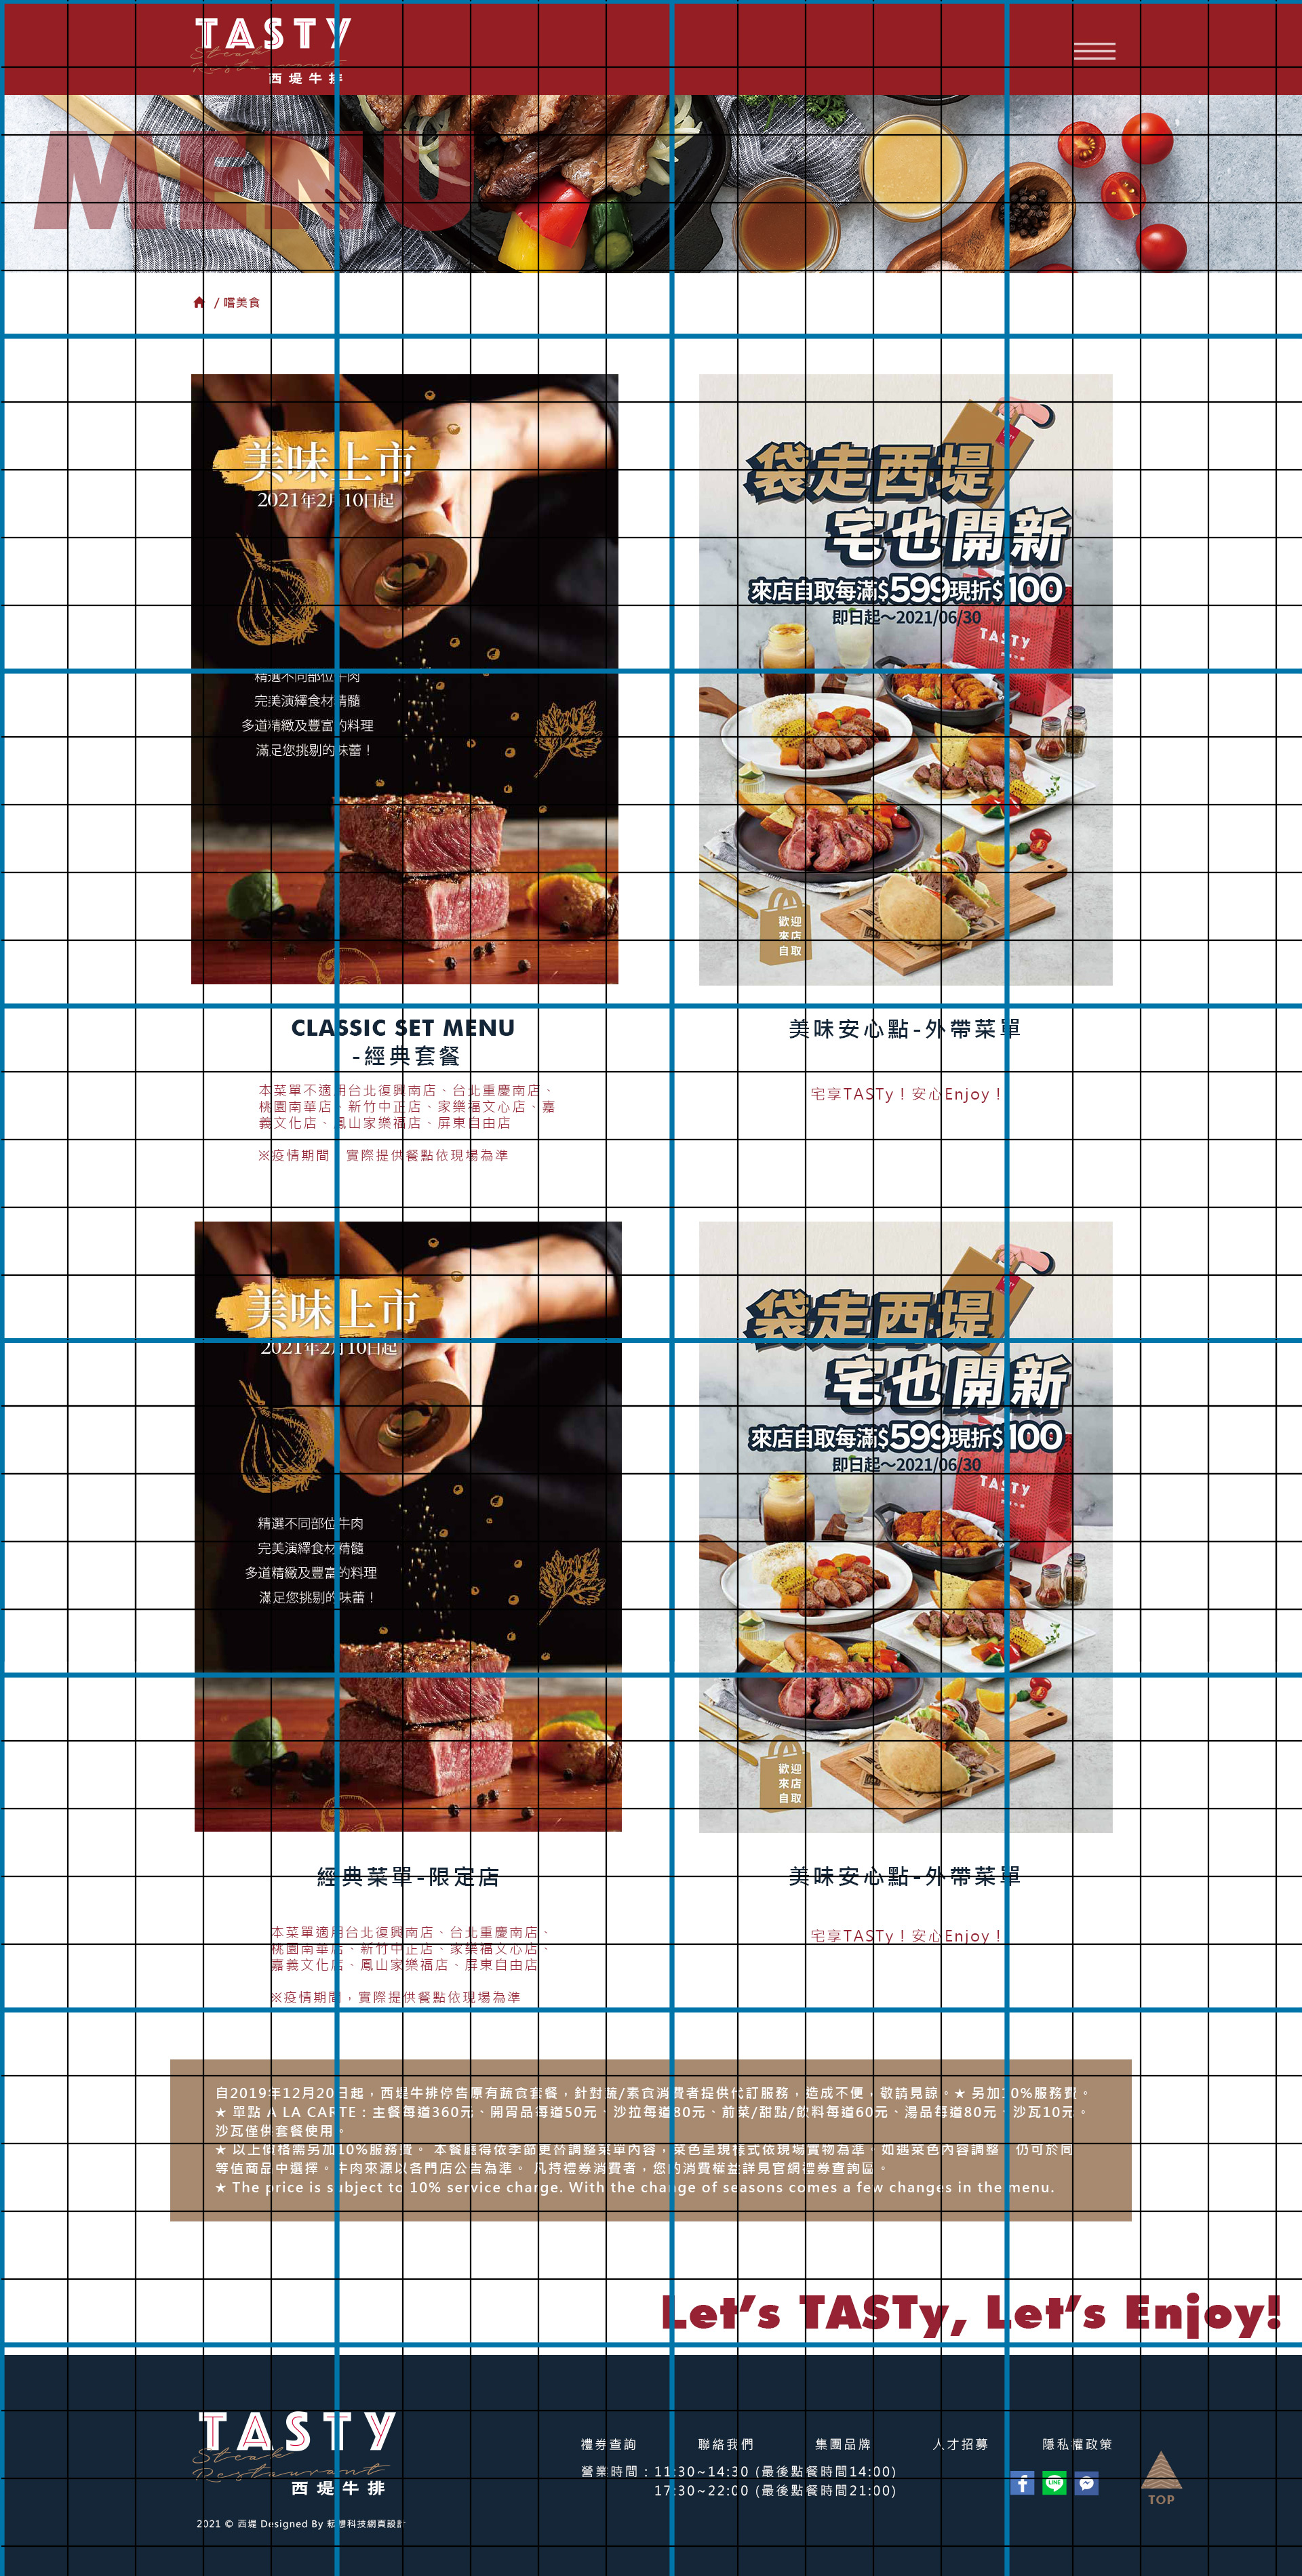 TASTY
Steak
Restaurant
西堤牛排
MENU
/ 嚐美食
美味上市
2021年2月10日起
精選不同部位牛肉
完美演繹食材精髓
多道精緻及豐富的料理
滿足您挑剔的味蕾！
袋走西堤
宅也開新
來店自取每滿$599現折$100
即日起~2021/06/30
TASTY
歡迎
來店
自取
CLASSIC SET MENU
-經典套餐
本菜單不適用台北復興南店、台北重慶南店、
桃園南華店、新竹中正店、家樂福文心店、嘉
義文化店、鳳山家樂福店、屏東自由店
※疫情期間，實際提供餐點依現場為準
美味安心點-外帶菜單
宅享TASTy！安心Enjoy！
美味上市
2021年2月10日起
精選不同部位牛肉
完美演繹食材精髓
多道精緻及豐富的料理
滿足您挑剔的味蕾！
袋走西堤
宅也開新
來店自取每滿$599現折$100
即日起~2021/06/30
TASTY
歡迎
來店
自取
經典菜單-限定店
本菜單適用台北復興南店、台北重慶南店、
桃園南華店、新竹中正店、家樂福文心店、
嘉義文化店、鳳山家樂福店、屏東自由店
※疫情期間，實際提供餐點依現場為準
美味安心點-外帶菜單
宅享TASTy！安心Enjoy！
自2019年12月20日起，西堤牛排停售原有蔬食套餐，針對蔬/素食消費者提供代訂服務，造成不便，敬請見諒。★ 另加10%服務費。
★ 單點 A LA CARTE：主餐每道360元、開胃品每道50元、沙拉每道80元、前菜/甜點/飲料每道60元、湯品每道80元、沙瓦10元。
沙瓦僅供套餐使用。
★ 以上價格需另加10%服務費。 本餐廳得依季節更替調整菜單內容，菜色呈現樣式依現場實物為準。如遇菜色內容調整，仍可於同
等值商品中選擇。牛肉來源以各門店公告為準。 凡持禮券消費者，您的消費權益詳見官網禮券查詢區。
★ The price is subject to 10% service charge. With the change of seasons comes a few changes in the menu.
Let's TASTy, Let's Enjoy!
TASTY
Steak
Restaurant
西堤牛排
2021 © 西堤 Designed By 耘想科技網頁設計
禮券查詢 聯絡我們 集團品牌 人才招募 隱私權政策
營業時間：11:30~14:30 (最後點餐時間14:00)
17:30~22:00 (最後點餐時間21:00)
LINE
TOP